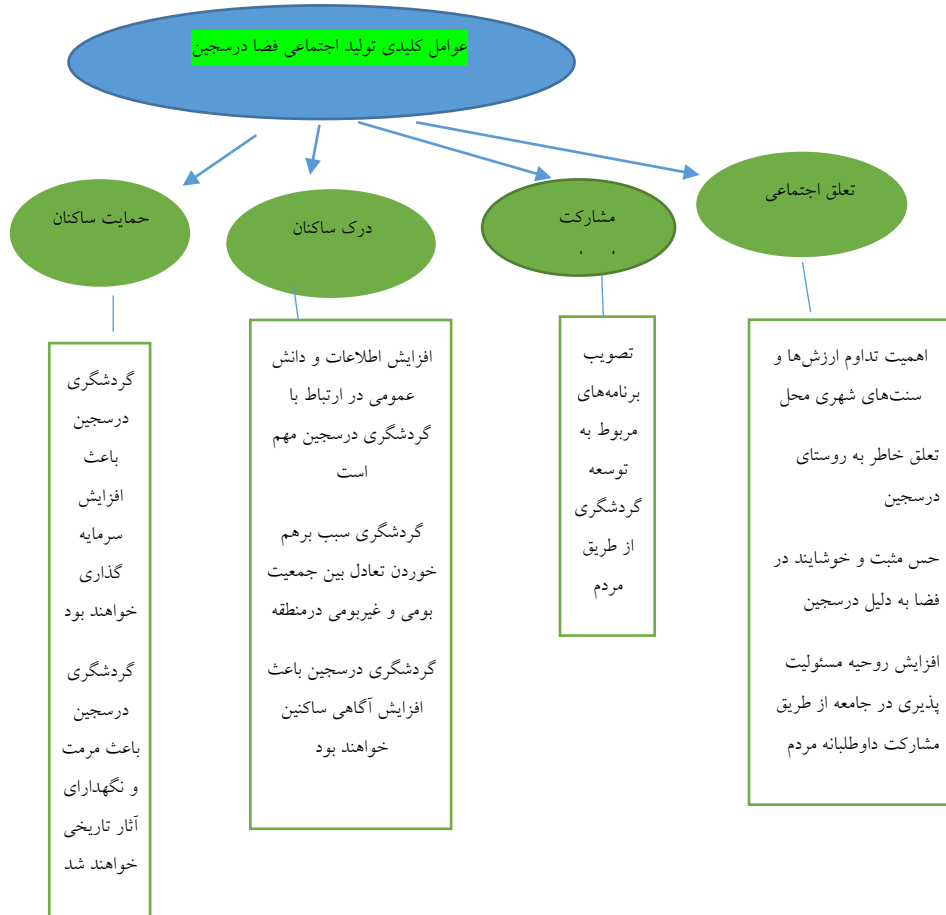 عوامل کلیدی تولید اجتماعی فضا درسجین
تعلق اجتماعی
مشارکت
درک ساکنان
حمایت ساکنان
اهمیت تداوم ارزش‌ها و
سنت‌های شهری محل
تعلق خاطر به روستای
درسجین
حس مثبت و خوشایند در
فضا به دلیل درسجین
افزایش روحیه مسئولیت
پذیری در جامعه از طریق
مشارکت داوطلبانه مردم
تصویب
برنامه‌های
مربوط به
توسعه
گردشگری
از طریق
مردم
افزایش اطلاعات و دانش
عمومی در ارتباط با
گردشگری درسجین مهم
است
گردشگری سبب برهم
خوردن تعادل بین جمعیت
بومی و غیربومی درمنطقه
گردشگری درسجین باعث
افزایش آگاهی ساکنین
خواهند بود
گردشگری
درسجین
باعث
افزایش
سرمایه
گذاری
خواهند بود
گردشگری
درسجین
باعث مرمت
و نگهدارای
آثار تاریخی
خواهند شد